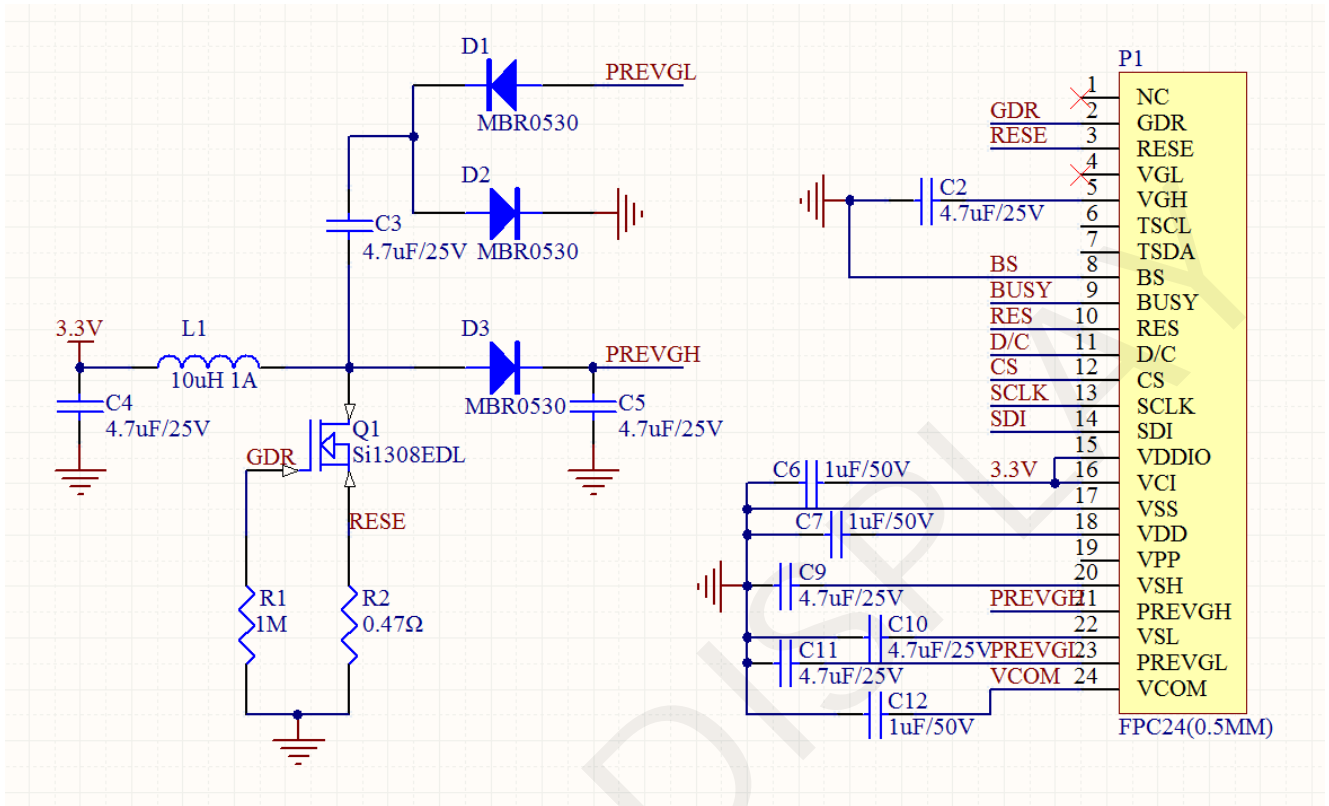 D1
PREVGL
MBR0530
D2
MBR0530
C3
4.7uF/25V
3.3V
L1
10uH 1A
D3
PREVGH
MBR0530
C4
4.7uF/25V
C5
4.7uF/25V
Q1
Si1308EDL
GDR
RESE
R1
1M
R2
0.47Ω
P1
1 NC
GDR 2 GDR
RESE 3 RESE
4 VGL
5 VGH
C2
4.7uF/25V
6 TSCL
7 TSDA
BS 8 BS
BUSY 9 BUSY
RES 10 RES
D/C 11 D/C
CS 12 CS
SCLK 13 SCLK
SDI 14 SDI
15 VDDIO
C6 1uF/50V 3.3V 16 VCI
17 VSS
C7 1uF/50V 18 VDD
19 VPP
C9 20 VSH
4.7uF/25V
PREVGH 21 PREVGH
C10 22 VSL
4.7uF/25V
C11 PREVGL 23 PREVGL
4.7uF/25V
VCOM 24 VCOM
C12
1uF/50V
FPC24(0.5MM)
DISPLAY